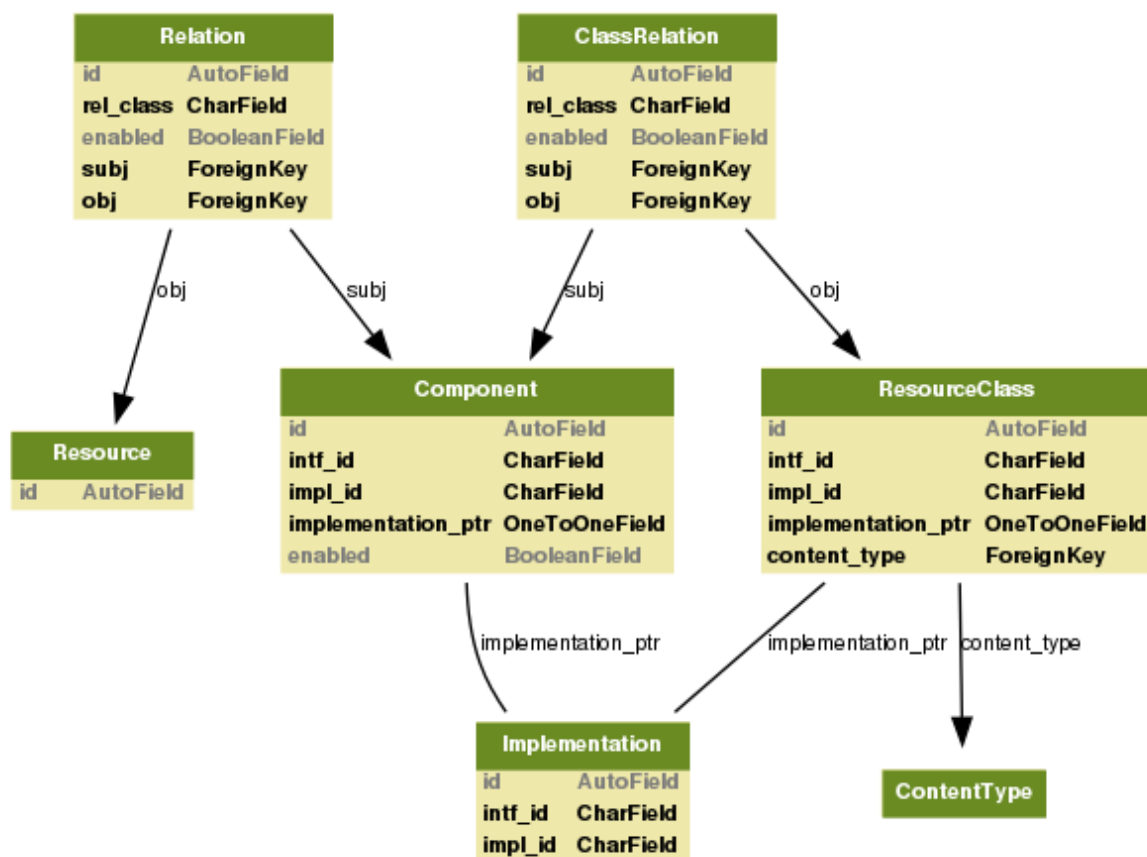 Relation
id AutoField
rel_class CharField
enabled BooleanField
subj ForeignKey
obj ForeignKey
ClassRelation
id AutoField
rel_class CharField
enabled BooleanField
subj ForeignKey
obj ForeignKey
obj
subj
subj
obj
Resource
id AutoField
Component
id AutoField
intf_id CharField
impl_id CharField
implementation_ptr OneToOneField
enabled BooleanField
ResourceClass
id AutoField
intf_id CharField
impl_id CharField
implementation_ptr OneToOneField
content_type ForeignKey
implementation_ptr
implementation_ptr
content_type
Implementation
id AutoField
intf_id CharField
impl_id CharField
ContentType